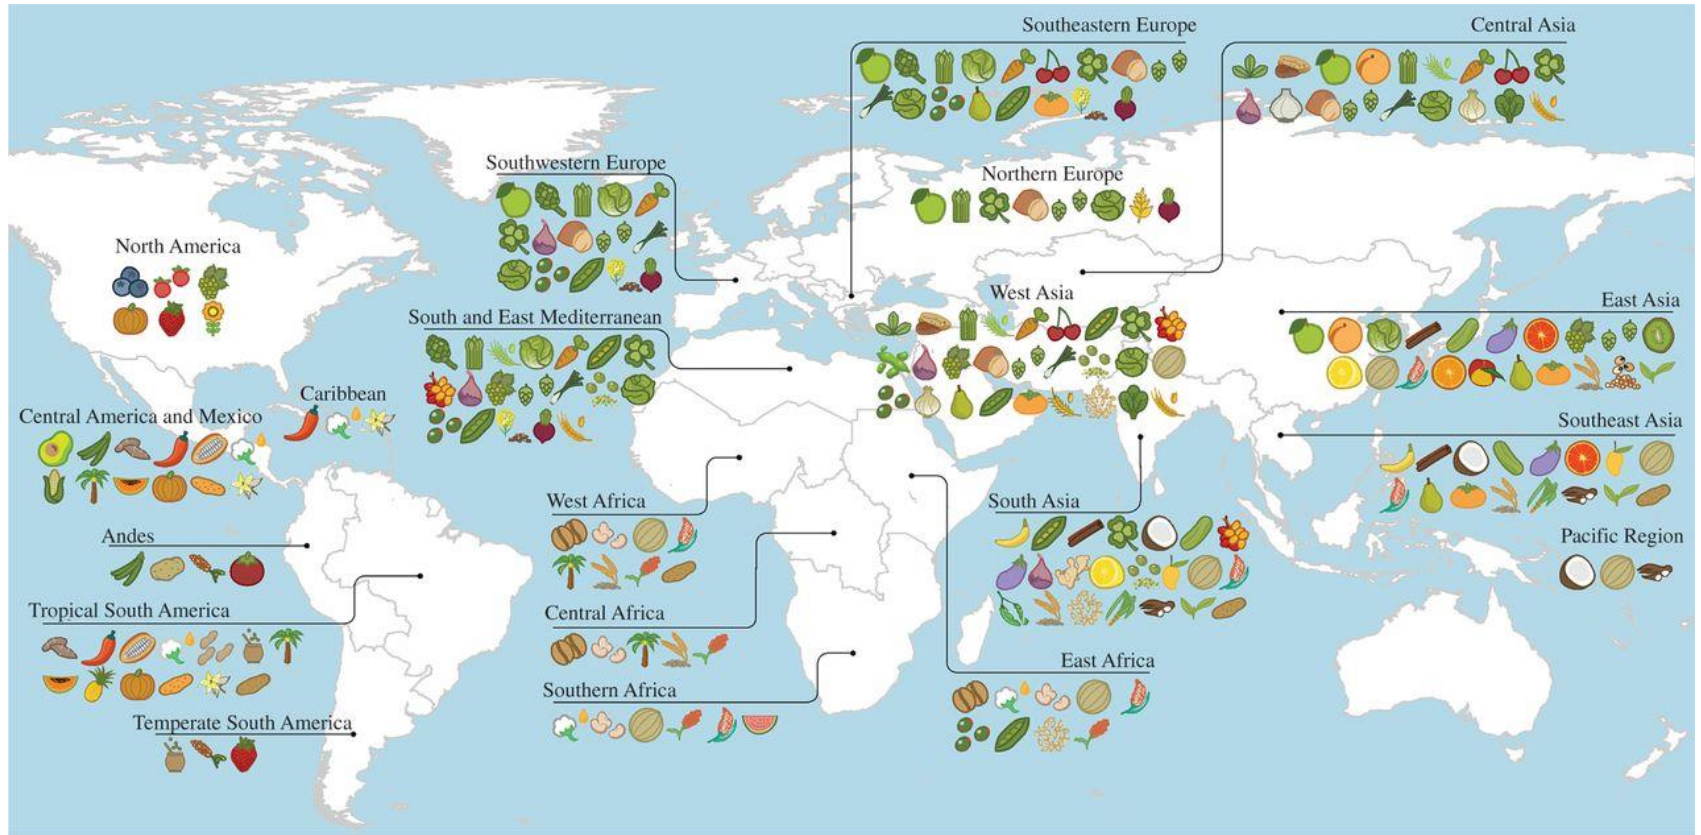 Southeastern Europe
Central Asia
Southwestern Europe
Northern Europe
North America
West Asia
East Asia
South and East Mediterranean
Caribbean
Central America and Mexico
Southeast Asia
West Africa
South Asia
Andes
Pacific Region
Tropical South America
Central Africa
East Africa
Southern Africa
Temperate South America